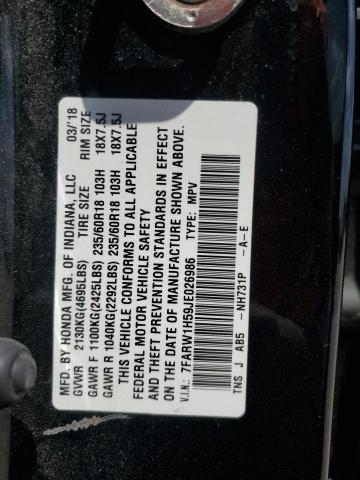 MFD. BY HONDA MFG. OF INDIANA, LLC 03/'18
GVWR 2130KG(4695LBS) TIRE SIZE RIM SIZE
GAWR F 1100KG(2425LBS) 235/60R18 103H 18X7.5J
GAWR R 1040KG(2292LBS) 235/60R18 103H 18X7.5J
THIS VEHICLE CONFORMS TO ALL APPLICABLE
FEDERAL MOTOR VEHICLE SAFETY
AND THEFT PREVENTION STANDARDS IN EFFECT
ON THE DATE OF MANUFACTURE SHOWN ABOVE.
V.I.N.: 7FARW1H59JE026986 TYPE: MPV
TNS J AB5 -NH731P -A-E